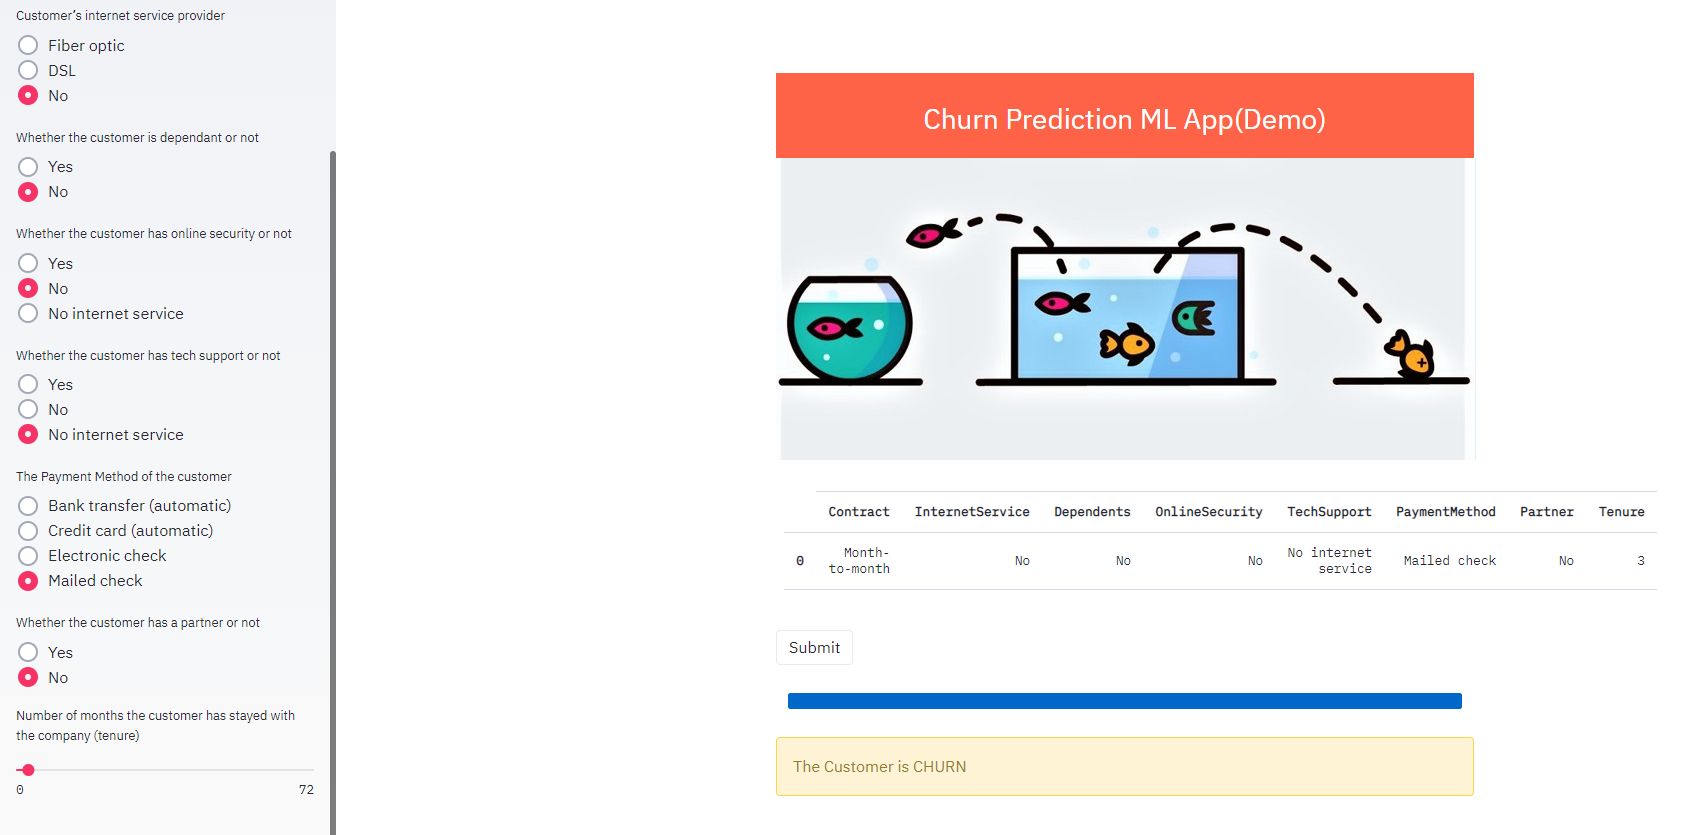 Customer’s internet service provider
Fiber optic
DSL
No
Whether the customer is dependant or not
Yes
No
Whether the customer has online security or not
Yes
No
No internet service
Whether the customer has tech support or not
Yes
No
No internet service
The Payment Method of the customer
Bank transfer (automatic)
Credit card (automatic)
Electronic check
Mailed check
Whether the customer has a partner or not
Yes
No
Number of months the customer has stayed with
the company (tenure)
0 72
Churn Prediction ML App(Demo)
Contract InternetService Dependents OnlineSecurity TechSupport PaymentMethod Partner Tenure
0 Month-to-month No No No No internet service Mailed check No 3
Submit
The Customer is CHURN